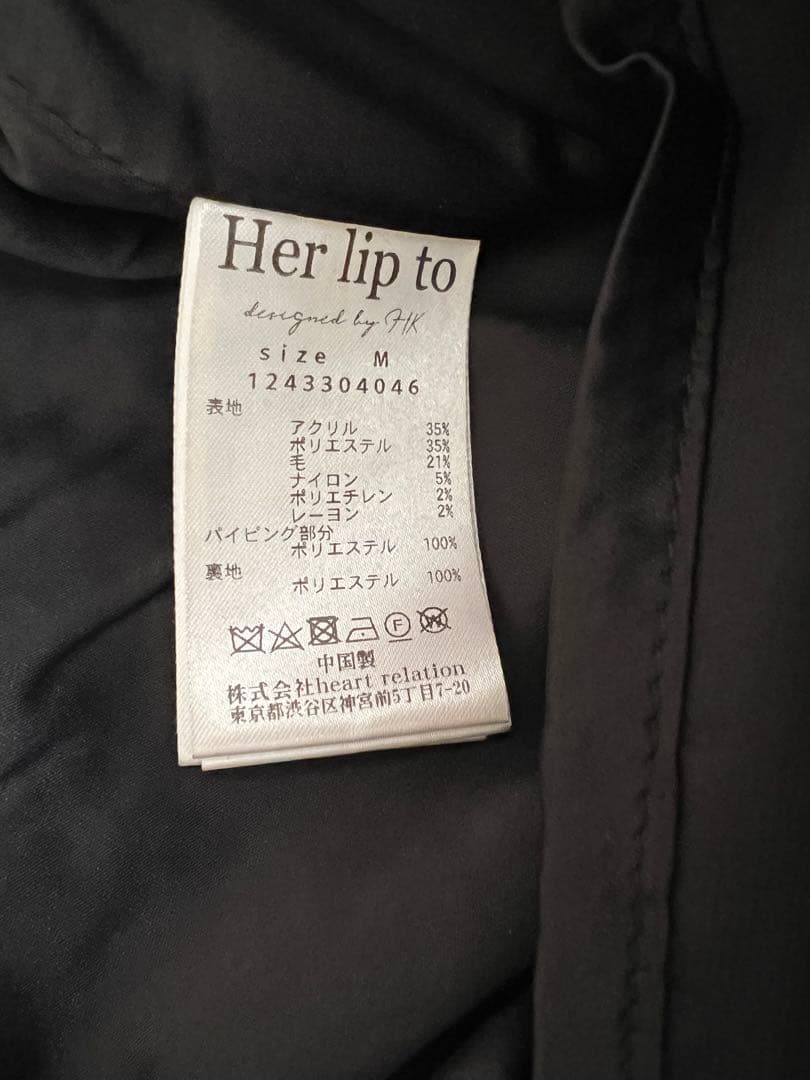 Her lip to
designed by HK
size M
1243304046
表地
アクリル 35%
ポリエステル 35%
毛 21%
ナイロン 5%
ポリエチレン 2%
レーヨン 2%
パイピング部分
ポリエステル 100%
裏地
ポリエステル 100%
F W
中国製
株式会社heart relation
東京都渋谷区神宮前5丁目7-20